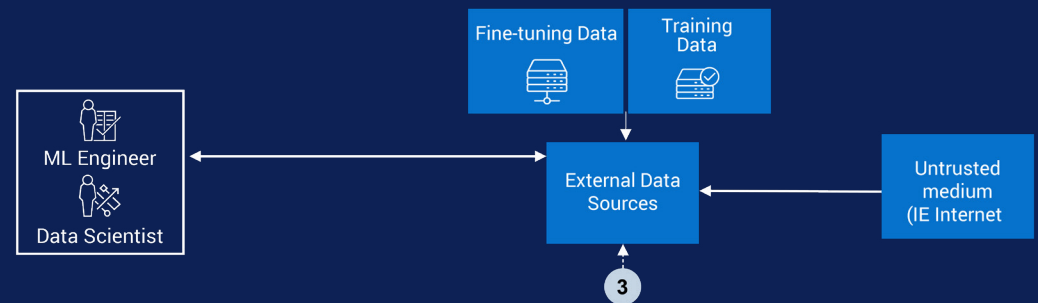 Fine-tuning Data
Training
Data
ML Engineer
Data Scientist
External Data
Sources
Untrusted
medium
(IE Internet
3